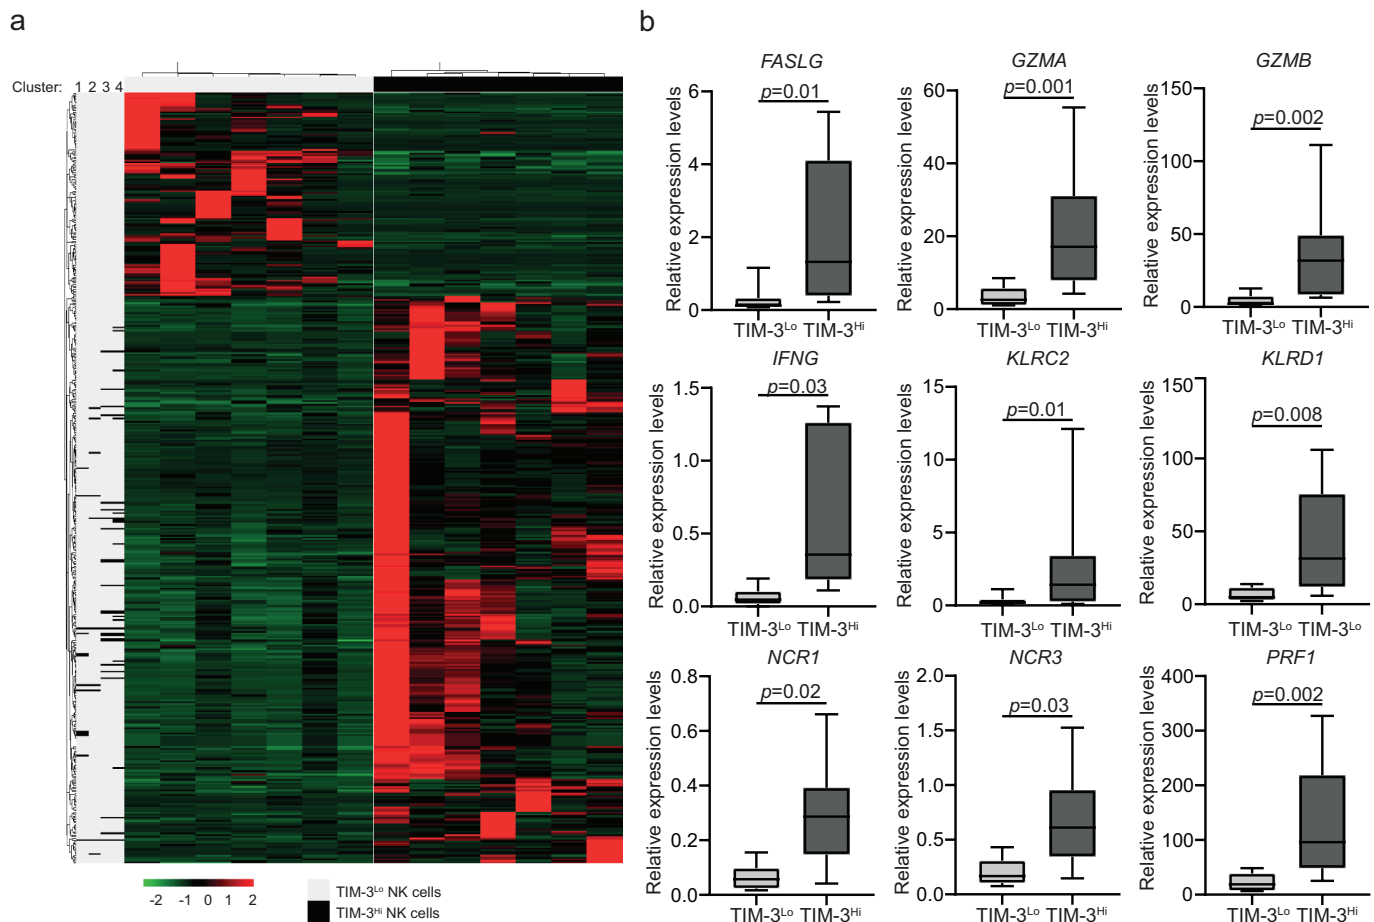 a
Cluster: 1 2 3 4
-2 -1 0 1 2
TIM-3Lo NK cells
TIM-3Hi NK cells
b
FASLG
Relative expression levels
6
4
2
0
p=0.01
TIM-3Lo TIM-3Hi
GZMA
Relative expression levels
60
40
20
0
p=0.001
TIM-3Lo TIM-3Hi
GZMB
Relative expression levels
150
100
50
0
p=0.002
TIM-3Lo TIM-3Hi
IFNG
Relative expression levels
1.5
1.0
0.5
0.0
p=0.03
TIM-3Lo TIM-3Hi
KLRC2
Relative expression levels
15
10
5
0
p=0.01
TIM-3Lo TIM-3Hi
KLRD1
Relative expression levels
150
100
50
0
p=0.008
TIM-3Lo TIM-3Lo
NCR1
Relative expression levels
0.8
0.6
0.4
0.2
0.0
p=0.02
TIM-3Lo TIM-3Hi
NCR3
Relative expression levels
2.0
1.5
1.0
0.5
0.0
p=0.03
TIM-3Lo TIM-3Hi
PRF1
Relative expression levels
400
300
200
100
0
p=0.002
TIM-3Lo TIM-3Hi